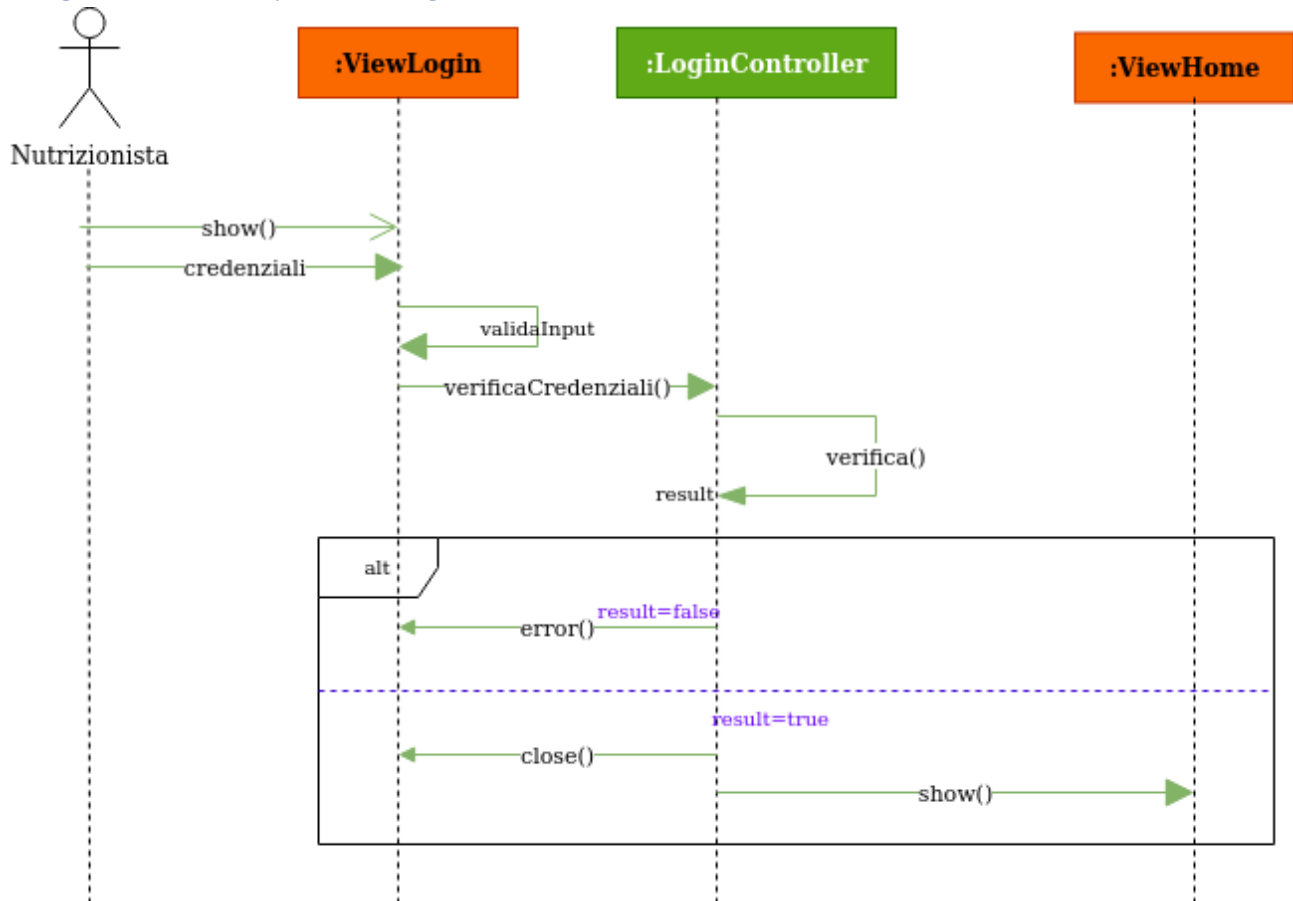 :ViewLogin
:LoginController
:ViewHome
Nutrizionista
show()
credenziali
validaInput
verificaCredenziali()
verifica()
result
alt
result=false
error()
result=true
close()
show()